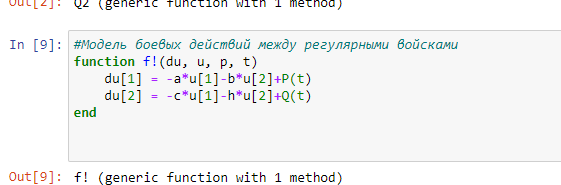 Out[2]: Q2 (generic function with 1 method)
In [9]: #Модель боевых действий между регулярными войсками
function f!(du, u, p, t)
    du[1] = -a*u[1]-b*u[2]+P(t)
    du[2] = -c*u[1]-h*u[2]+Q(t)
end
Out[9]: f! (generic function with 1 method)